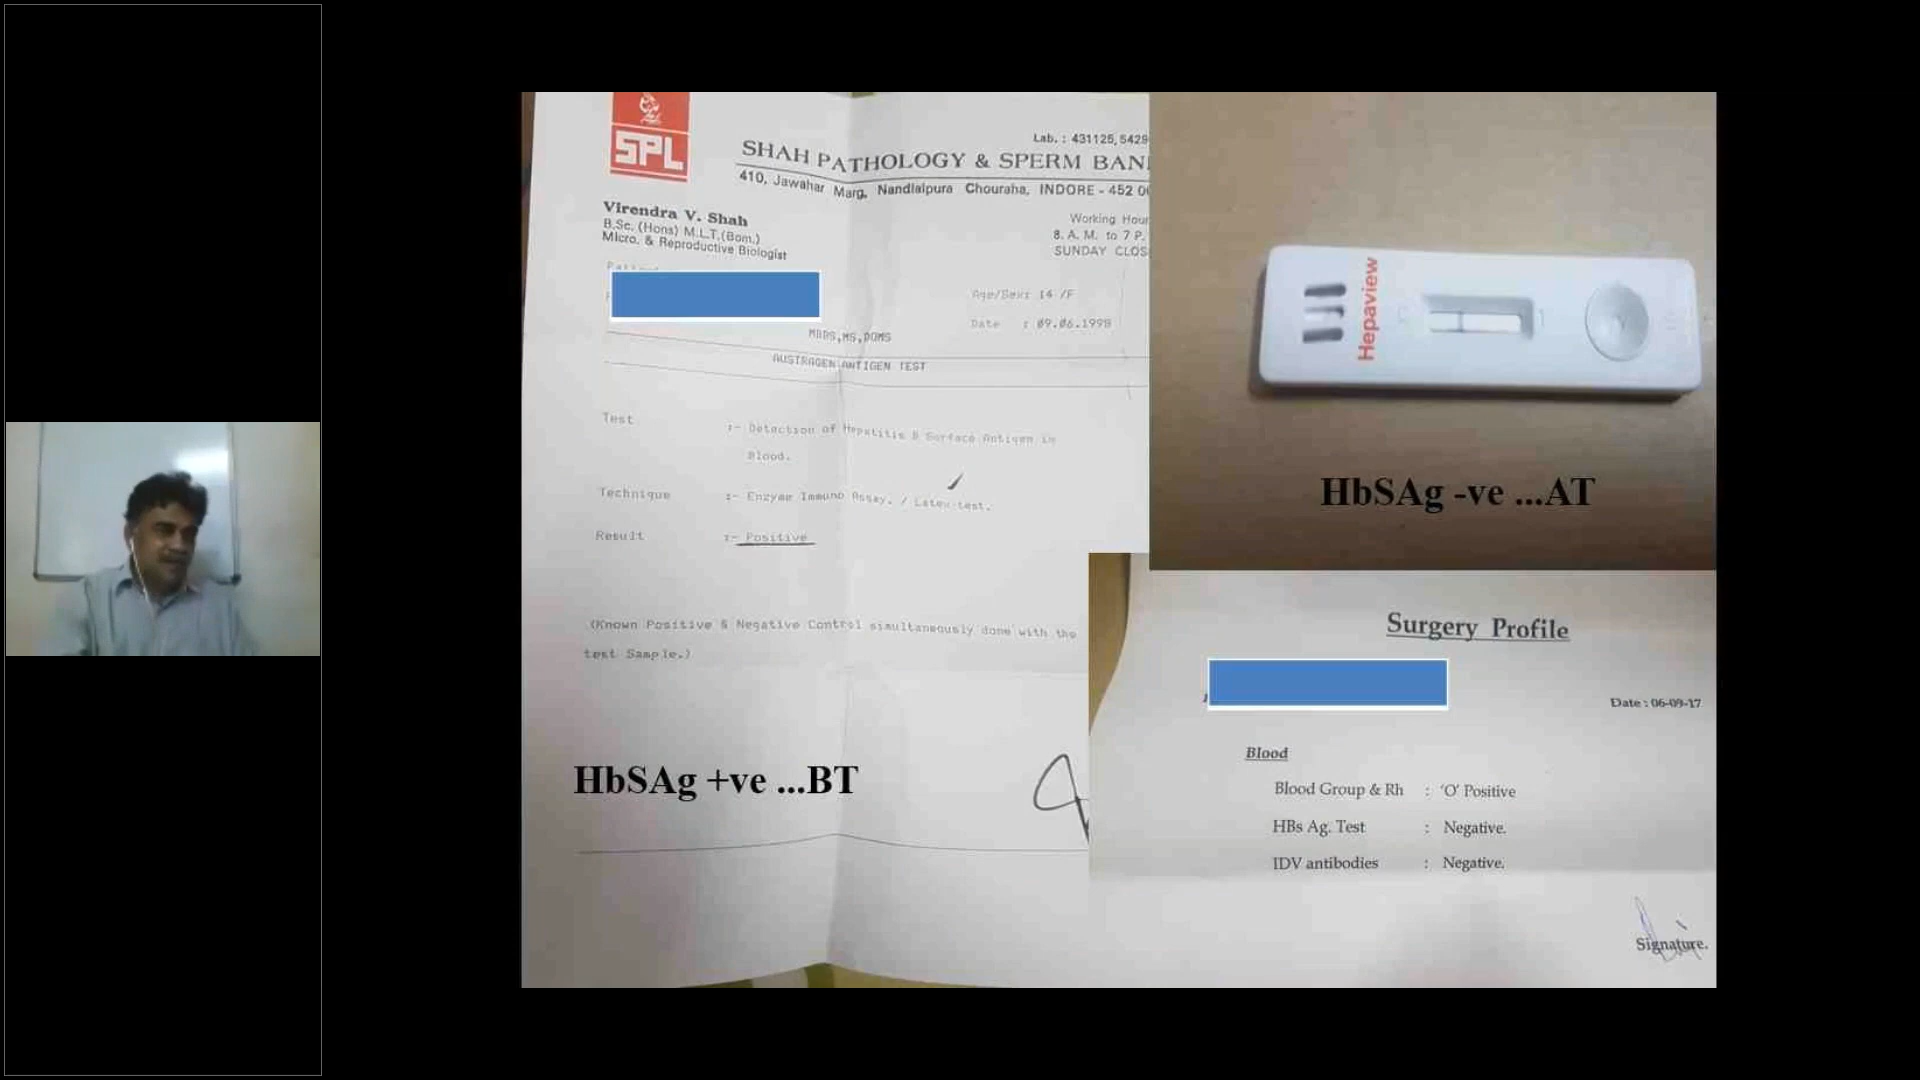 SPL
Lab. : 431125, 5429
SHAH PATHOLOGY & SPERM BAN
410, Jawahar Marg, Nandlalpura Chouraha, INDORE - 452 00
Virendra V. Shah
B.Sc. (Hons) M.L.T.(Bom.)
Micro. & Reproductive Biologist
Working Hour
8. A. M. to 7 P.
SUNDAY CLOS
Age/Sex: 14 /F
Date : 09.06.1998
MBBS,MS,DOMS
AUSTRAGEN ANTIGEN TEST
Test :- Detection of Hepatitis B Surface Antigen in
Blood.
Technique :- Enzyme Immuno Assay. / Latex-test.
Result :- Positive
(Known Positive & Negative Control simultaneously done with the
test Sample.)
HbSAg +ve ...BT
Hepaview
HbSAg -ve ...AT
Surgery Profile
Date : 06-09-17
Blood
Blood Group & Rh : 'O' Positive
HBs Ag. Test : Negative.
IDV antibodies : Negative.
Signature.